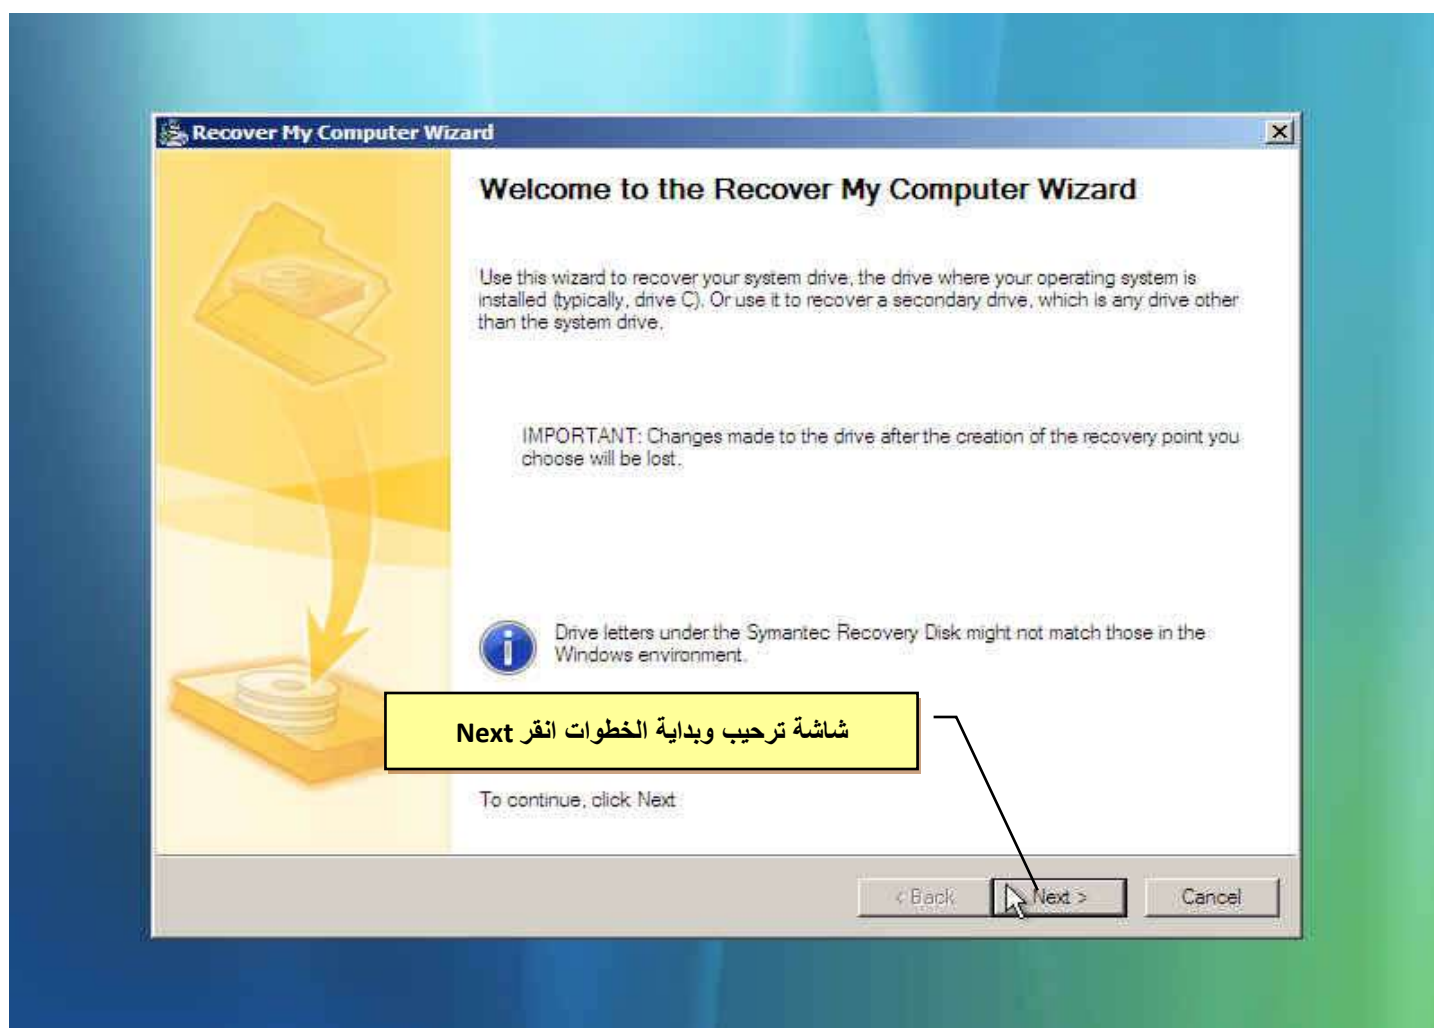 Recover My Computer Wizard
Welcome to the Recover My Computer Wizard
Use this wizard to recover your system drive, the drive where your operating system is
installed (typically, drive C). Or use it to recover a secondary drive, which is any drive other
than the system drive.
IMPORTANT: Changes made to the drive after the creation of the recovery point you
choose will be lost.
Drive letters under the Symantec Recovery Disk might not match those in the
Windows environment.
شاشة ترحيب وبداية الخطوات انقر Next
To continue, click Next
< Back Next > Cancel